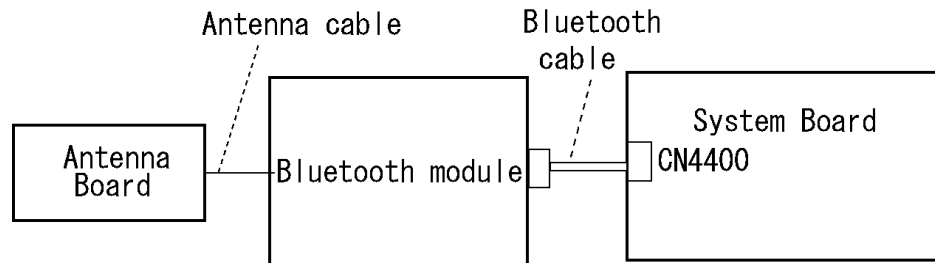 Antenna cable
Bluetooth
cable
System Board
CN4400
Antenna
Board
Bluetooth module